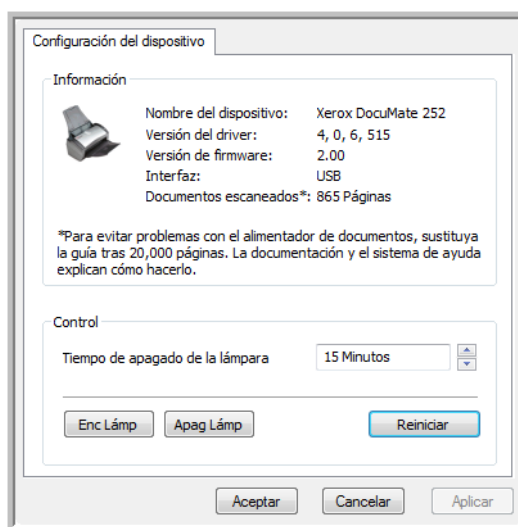 Configuración del dispositivo
Información
Nombre del dispositivo: Xerox DocuMate 252
Versión del driver: 4, 0, 6, 515
Versión de firmware: 2.00
Interfaz: USB
Documentos escaneados*: 865 Páginas
*Para evitar problemas con el alimentador de documentos, sustituya
la guía tras 20,000 páginas. La documentación y el sistema de ayuda
explican cómo hacerlo.
Control
Tiempo de apagado de la lámpara 15 Minutos
Enc Lámp Apag Lámp Reiniciar
Aceptar Cancelar Aplicar